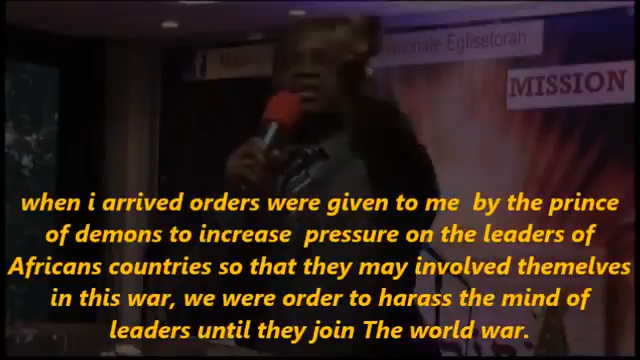 nationale Egliseforan
MISSION
when i arrived orders were given to me by the prince
of demons to increase pressure on the leaders of
Africans countries so that they may involved themelves
in this war, we were order to harass the mind of
leaders until they join The world war.